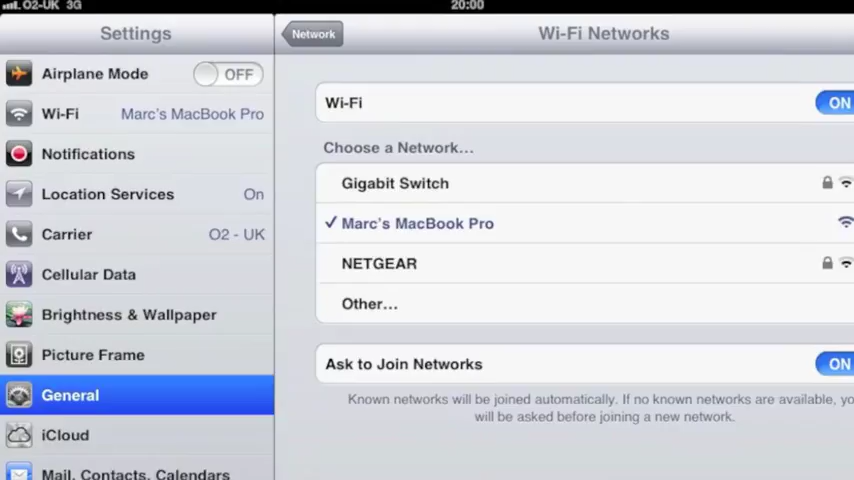 O2-UK 3G
20:00
Settings
Network
Wi-Fi Networks
Airplane Mode
OFF
Wi-Fi
Marc's MacBook Pro
Notifications
Location Services
On
Carrier
O2 - UK
Cellular Data
Brightness & Wallpaper
Picture Frame
General
iCloud
Mail, Contacts, Calendars
Wi-Fi
ON
Choose a Network...
Gigabit Switch
✓ Marc's MacBook Pro
NETGEAR
Other...
Ask to Join Networks
ON
Known networks will be joined automatically. If no known networks are available, yo
will be asked before joining a new network.